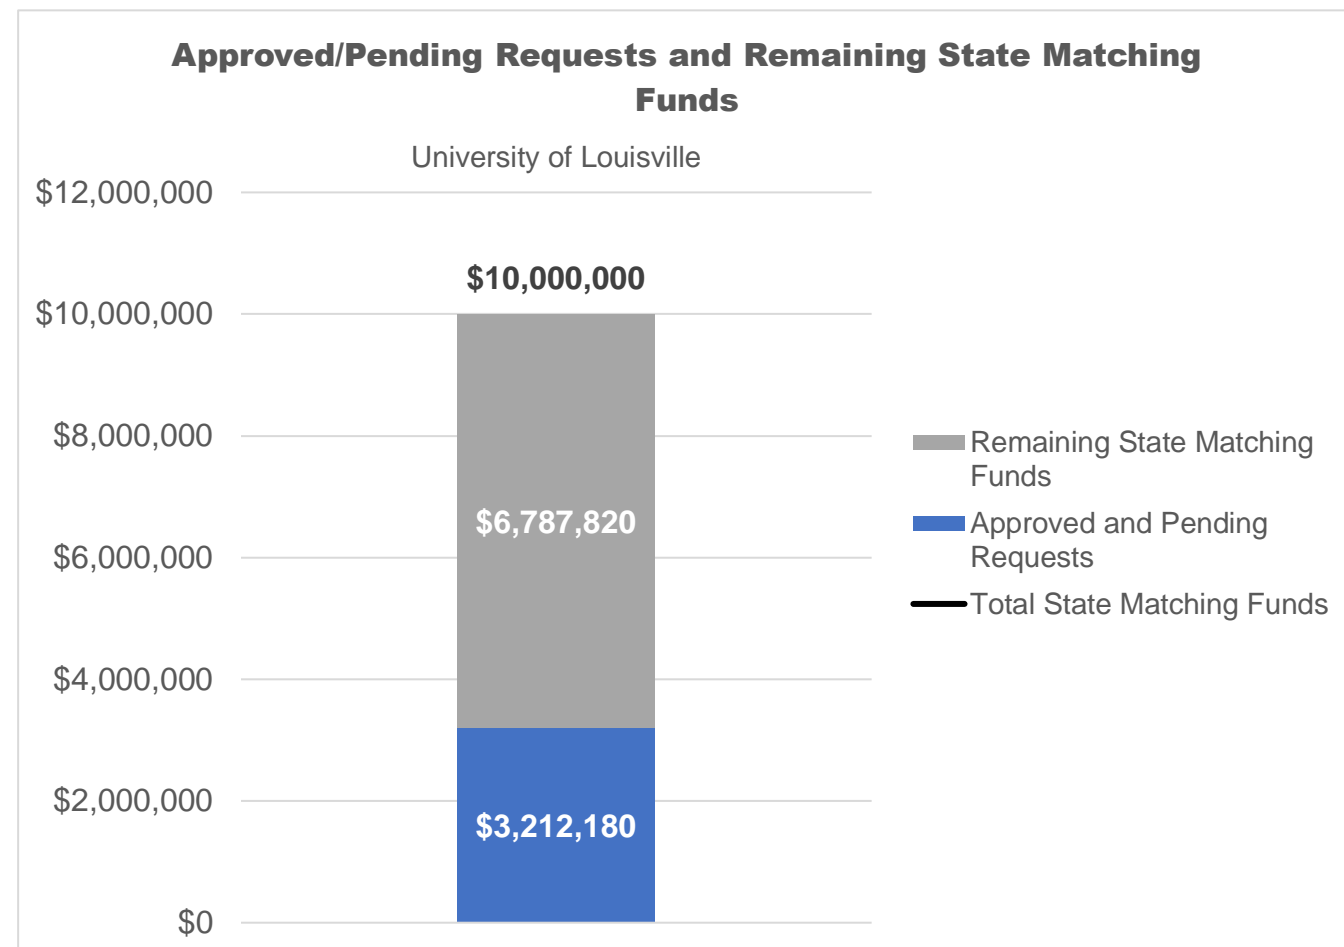 Approved/Pending Requests and Remaining State Matching
Funds
University of Louisville
$12,000,000
$10,000,000
$10,000,000
$8,000,000
$6,000,000
$4,000,000
$2,000,000
$0
$6,787,820
$3,212,180
Remaining State Matching
Funds
Approved and Pending
Requests
Total State Matching Funds